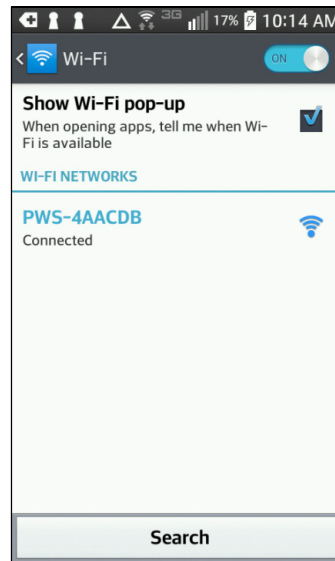 3G 17% 10:14 AM
Wi-Fi ON
Show Wi-Fi pop-up
When opening apps, tell me when Wi-
Fi is available
WI-FI NETWORKS
PWS-4AACDB
Connected
Search